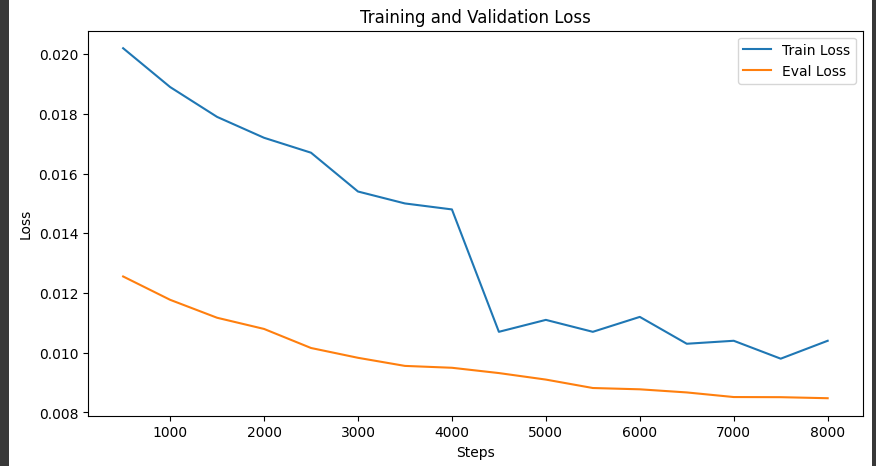 Training and Validation Loss
Train Loss
Eval Loss
0.020
0.018
0.016
0.014
0.012
0.010
0.008
Loss
1000 2000 3000 4000 5000 6000 7000 8000
Steps